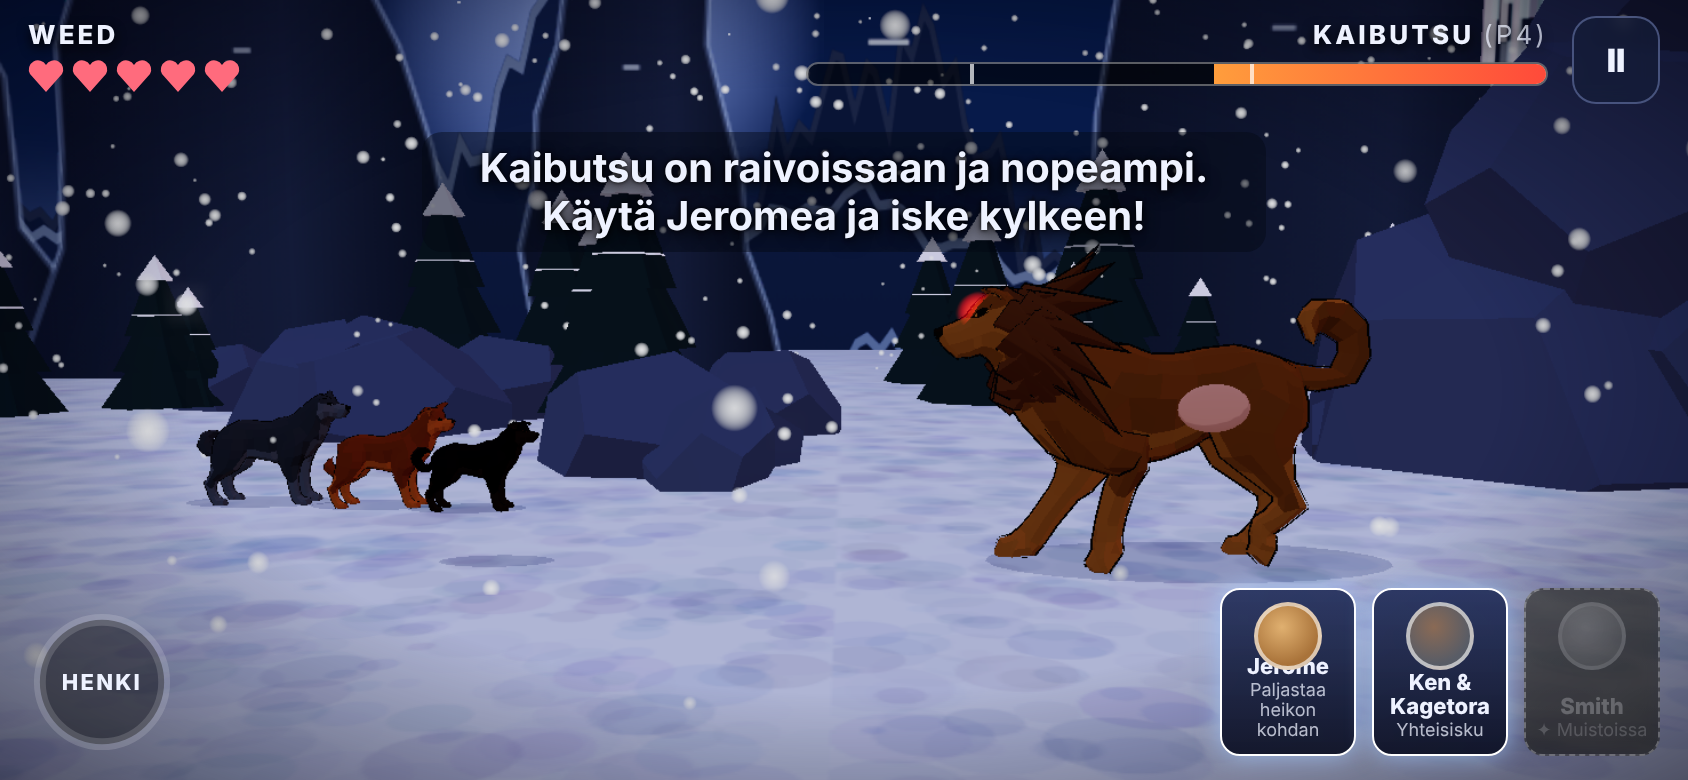 WEED
KAIBUTSU (P4)
Kaibutsu on raivoissaan ja nopeampi.
Käytä Jeromea ja iske kylkeen!
HENKI
Jerome
Paljastaa
heikon
kohdan
Ken &
Kagetora
Yhteisisku
Smith
✦ Muistoissa